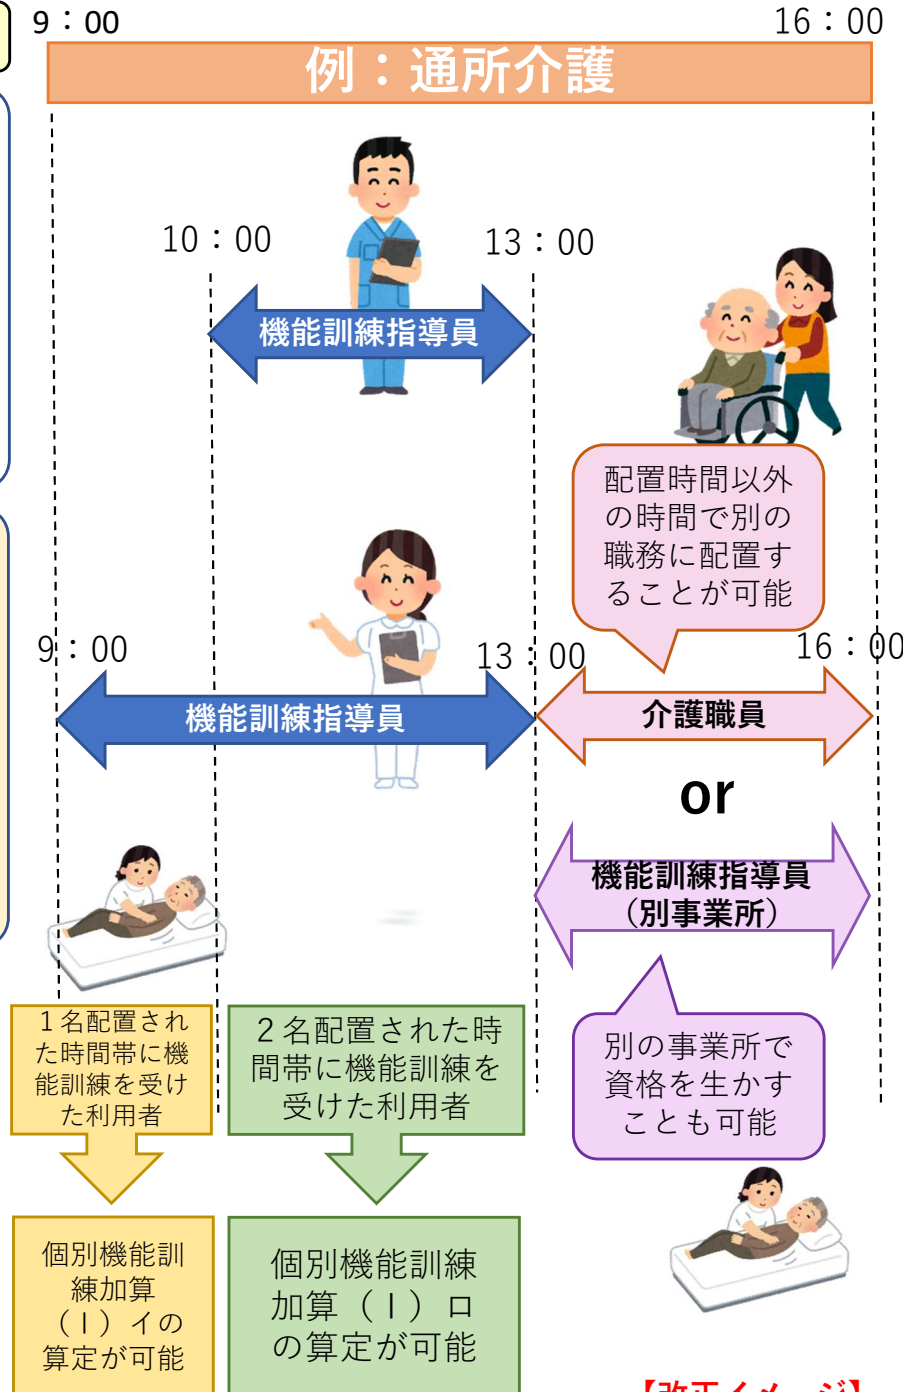 9：00
16：00
例：通所介護
10：00
13：00
機能訓練指導員
配置時間以外
の時間で別の
職務に配置す
ることが可能
9：00
13：00
16：00
機能訓練指導員
介護職員
or
機能訓練指導員
（別事業所）
１名配置され
た時間帯に機
能訓練を受け
た利用者
２名配置された時
間帯に機能訓練を
受けた利用者
別の事業所で
資格を生かす
ことも可能
個別機能訓
練加算
（Ⅰ）イの
算定が可能
個別機能訓練
加算（Ⅰ）ロ
の算定が可能
【改正イメージ】